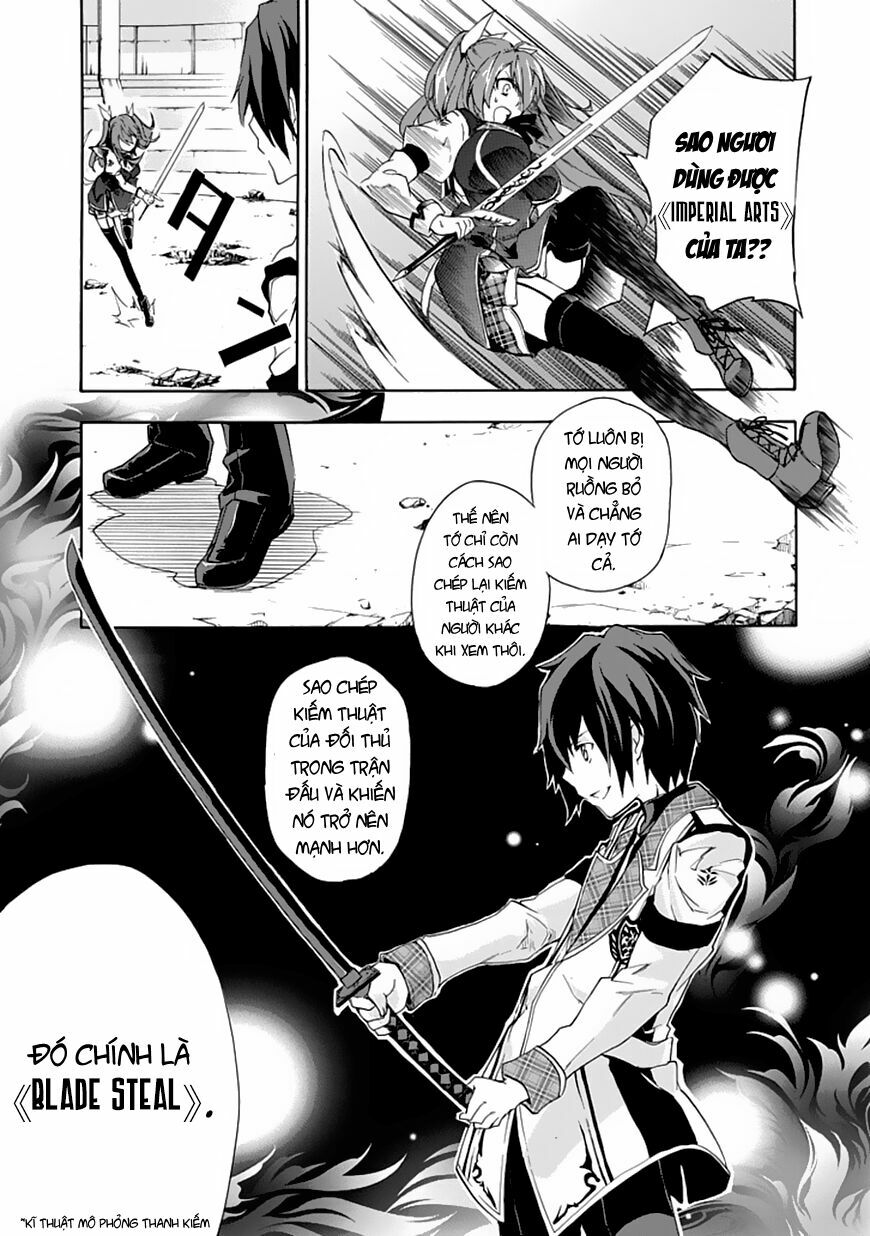 SAO NGƯƠI
DÙNG ĐƯỢC
《IMPERIAL ARTS》
CỦA TA??
ダ
ン
TỚ LUÔN BỊ
MỌI NGƯỜI
RUỒNG BỎ
VÀ CHẲNG
AI DẠY TỚ
CẢ.
THẾ NÊN
TỚ CHỈ CÒN
CÁCH SAO
CHÉP LẠI KIẾM
THUẬT CỦA
NGƯỜI KHÁC
KHI XEM THÔI.
SAO CHÉP
KIẾM THUẬT
CỦA ĐỐI THỦ
TRONG TRẬN
ĐẤU VÀ KHIẾN
NÓ TRỞ NÊN
MẠNH HƠN.
ĐÓ CHÍNH LÀ
《BLADE STEAL》.
*KĨ THUẬT MÔ PHỎNG THANH KIẾM